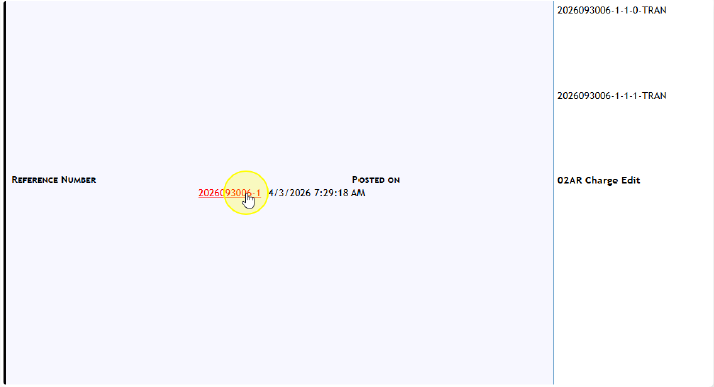 2026093006-1-1-0-TRAN
2026093006-1-1-1-TRAN
Reference Number Posted on 02AR Charge Edit
2026093006-1 4/3/2026 7:29:18 AM